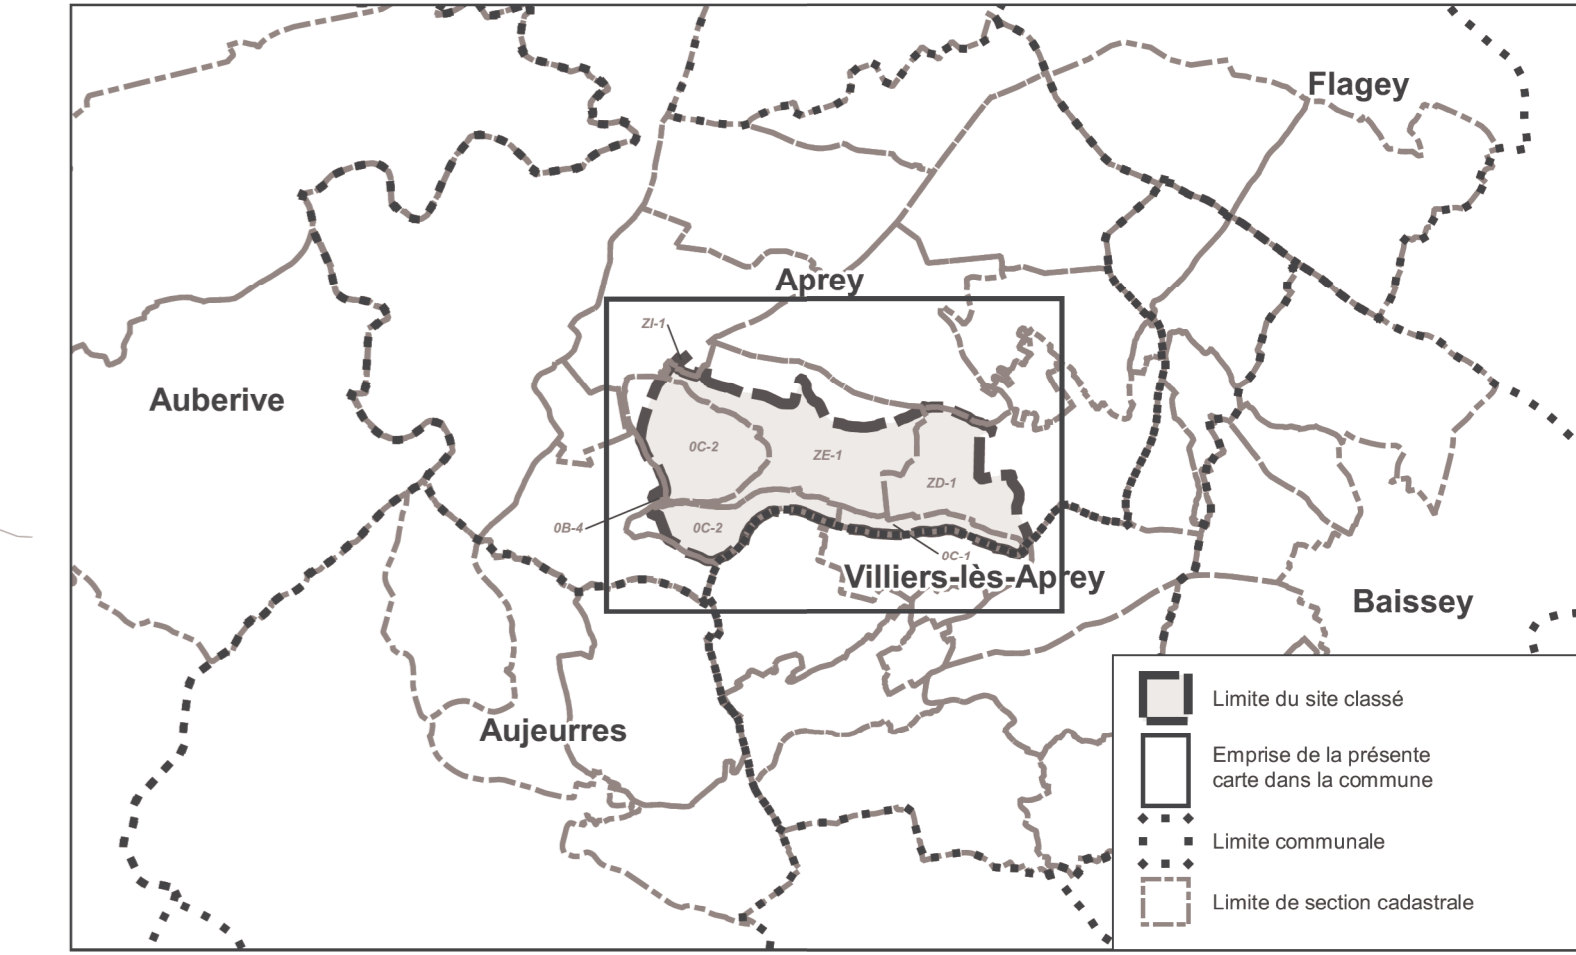 Flagey
Aprey
ZI-1
Auberive
0C-2
ZE-1
ZD-1
0B-4
0C-2
0C-1
Villiers-lès-Aprey
Baissey
Aujeurres
Limite du site classé
Emprise de la présente
carte dans la commune
Limite communale
Limite de section cadastrale